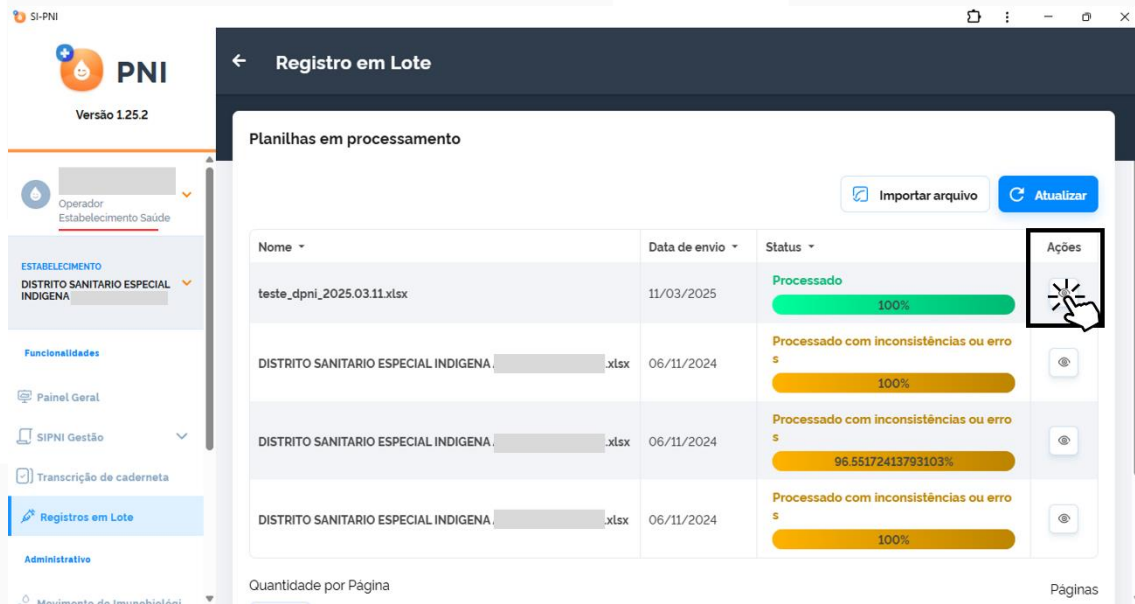 SI-PNI
PNI
Versão 1.25.2
Operador
Estabelecimento Saúde
ESTABELECIMENTO
DISTRITO SANITARIO ESPECIAL
INDIGENA
Funcionalidades
Painel Geral
SIPNI Gestão
Transcrição de caderneta
Registros em Lote
Administrativo
Movimento de Imunobiológi
Registro em Lote
Planilhas em processamento
Importar arquivo
Atualizar
Nome Data de envio Status Ações
teste_dpni_2025.03.11.xlsx 11/03/2025 Processado
100%
DISTRITO SANITARIO ESPECIAL INDIGENA .xlsx 06/11/2024 Processado com inconsistências ou erro
s
100%
DISTRITO SANITARIO ESPECIAL INDIGENA .xlsx 06/11/2024 Processado com inconsistências ou erro
s
96.55172413793103%
DISTRITO SANITARIO ESPECIAL INDIGENA .xlsx 06/11/2024 Processado com inconsistências ou erro
s
100%
Quantidade por Página
Páginas